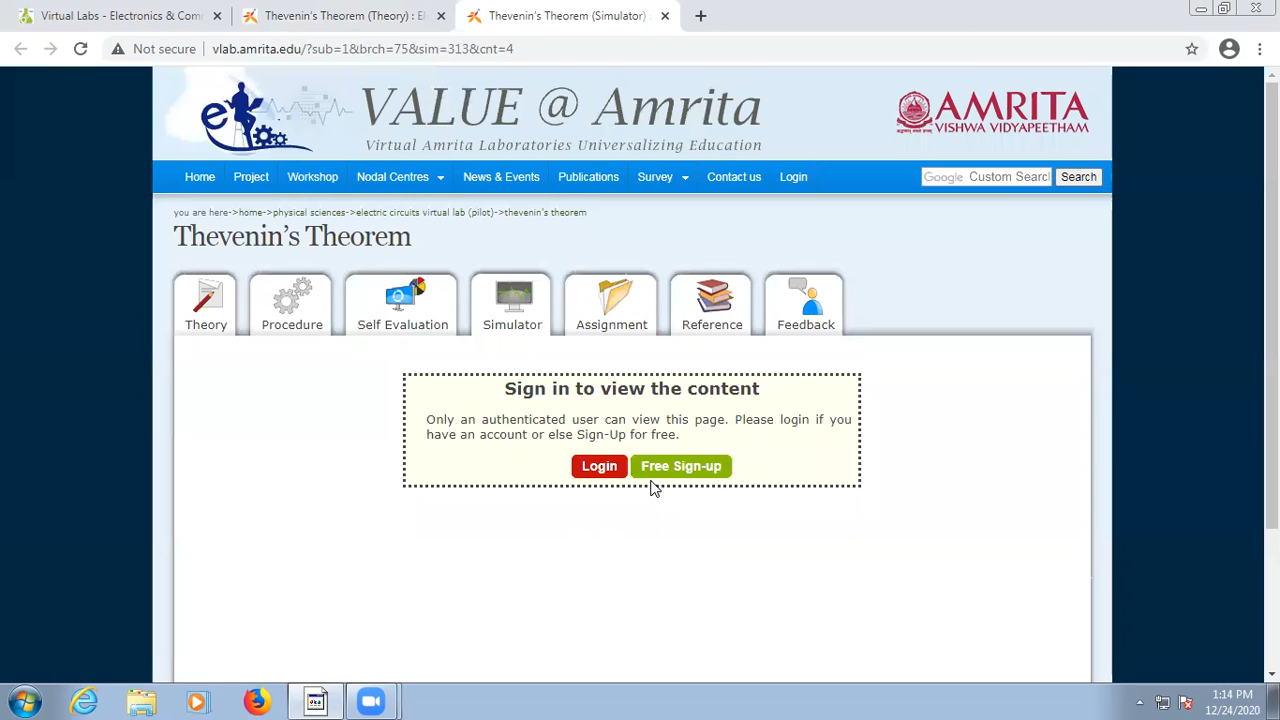 Virtual Labs - Electronics & Comm
Thevenin's Theorem (Theory) : El
Thevenin's Theorem (Simulator) :
Not secure
vlab.amrita.edu/?sub=1&brch=75&sim=313&cnt=4
e
VALUE @ Amrita
Virtual Amrita Laboratories Universalizing Education
AMRITA
VISHWA VIDYAPEETHAM
Home Project Workshop Nodal Centres News & Events Publications Survey Contact us Login Google Custom Search Search
you are here->home->physical sciences->electric circuits virtual lab (pilot)->thevenin's theorem
Thevenin's Theorem
Theory Procedure Self Evaluation Simulator Assignment Reference Feedback
Sign in to view the content
Only an authenticated user can view this page. Please login if you
have an account or else Sign-Up for free.
Login Free Sign-up
1:14 PM
12/24/2020